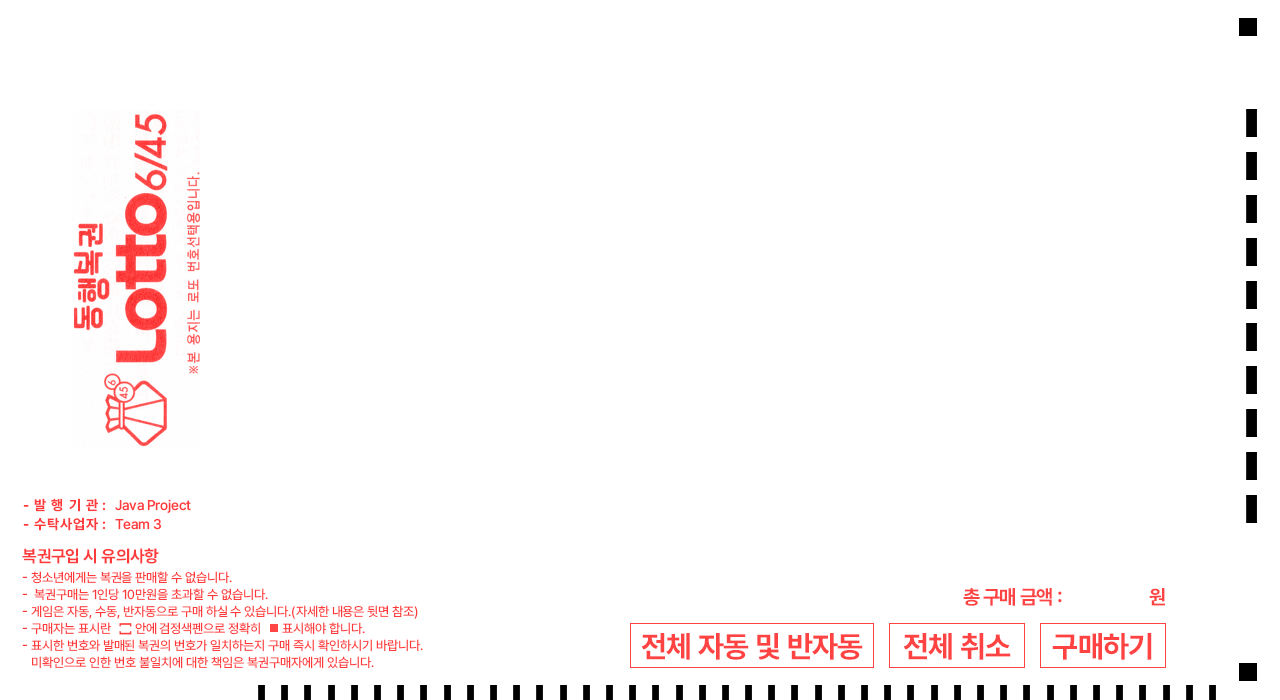 동행복권
Lotto 6/45
6
45
※본 용지는 로또 번호선택용입니다.
- 발 행 기 관 : Java Project
- 수탁사업자 : Team 3
복권구입 시 유의사항
- 청소년에게는 복권을 판매할 수 없습니다.
- 복권구매는 1인당 10만원을 초과할 수 없습니다.
- 게임은 자동, 수동, 반자동으로 구매 하실 수 있습니다.(자세한 내용은 뒷면 참조)
- 구매자는 표시란 안에 검정색펜으로 정확히 ■ 표시해야 합니다.
- 표시한 번호와 발매된 복권의 번호가 일치하는지 구매 즉시 확인하시기 바랍니다.
미확인으로 인한 번호 불일치에 대한 책임은 복권구매자에게 있습니다.
총 구매 금액 : 원
전체 자동 및 반자동
전체 취소
구매하기